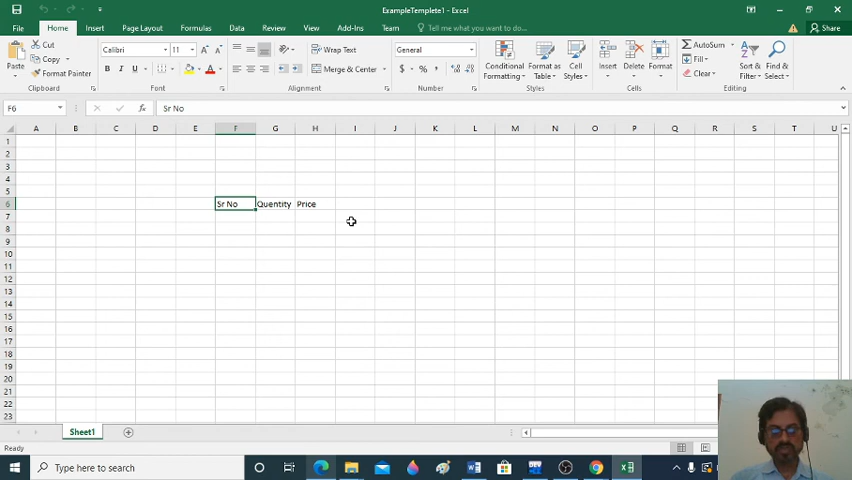 ExampleTemplete1 - Excel
File Home Insert Page Layout Formulas Data Review View Add-Ins Team Tell me what you want to do... Share
Paste
Cut
Copy
Format Painter
Clipboard
Calibri 11
B I U
Font
Wrap Text
Merge & Center
Alignment
General
$ % ,
Number
Conditional Formatting
Format as Table
Cell Styles
Styles
Insert Delete Format
Cells
AutoSum
Fill
Clear
Sort & Filter
Find & Select
Editing
F6 fx Sr No
A B C D E F G H I J K L M N O P Q R S T U
1
2
3
4
5
6 Sr No Quentity Price
7
8
9
10
11
12
13
14
15
16
17
18
19
20
21
22
23
Sheet1
Ready
Type here to search